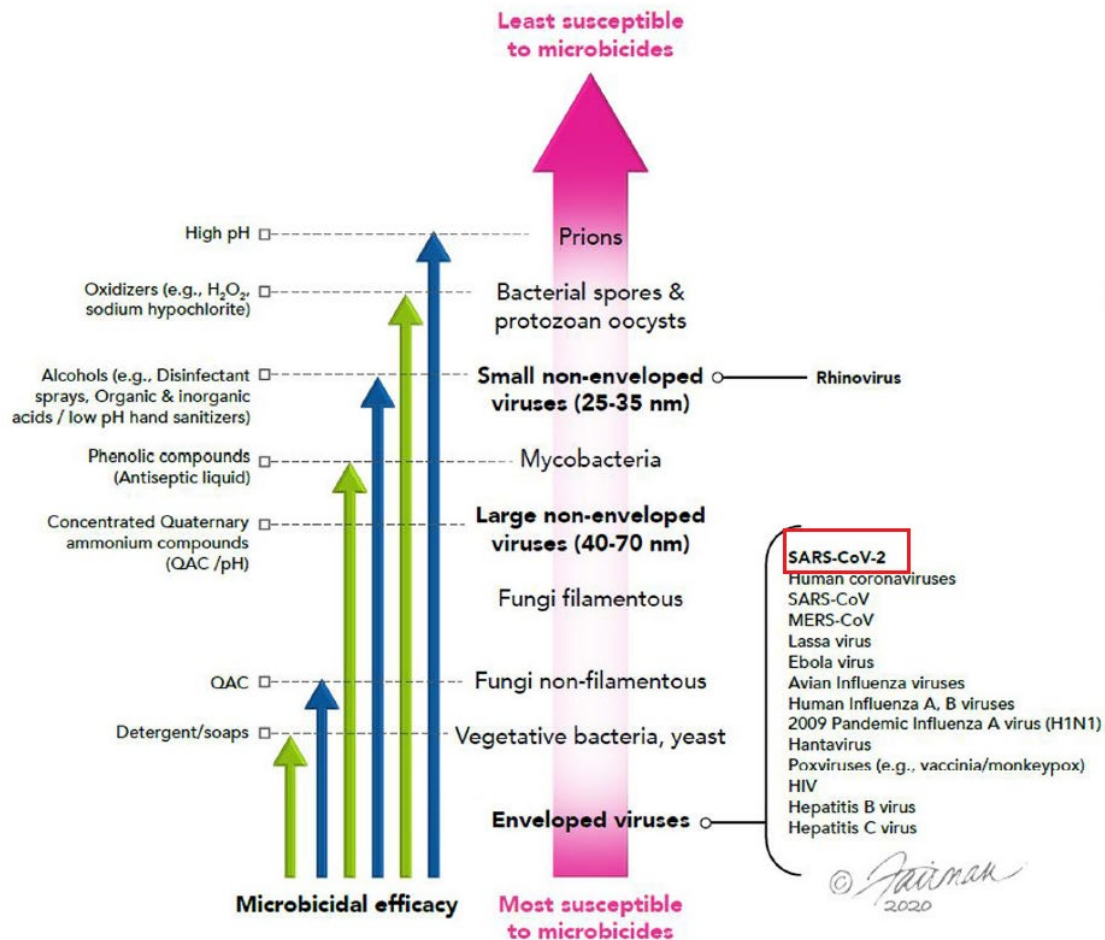 Least susceptible
to microbicides
High pH
Prions
Oxidizers (e.g., H₂O₂,
sodium hypochlorite)
Bacterial spores &
protozoan oocysts
Alcohols (e.g., Disinfectant
sprays, Organic & inorganic
acids / low pH hand sanitizers)
Small non-enveloped
viruses (25-35 nm)
Rhinovirus
Phenolic compounds
(Antiseptic liquid)
Mycobacteria
Concentrated Quaternary
ammonium compounds
(QAC /pH)
Large non-enveloped
viruses (40-70 nm)
Fungi filamentous
QAC
Fungi non-filamentous
Detergent/soaps
Vegetative bacteria, yeast
Enveloped viruses
SARS-CoV-2
Human coronaviruses
SARS-CoV
MERS-CoV
Lassa virus
Ebola virus
Avian Influenza viruses
Human Influenza A, B viruses
2009 Pandemic Influenza A virus (H1N1)
Hantavirus
Poxviruses (e.g., vaccinia/monkeypox)
HIV
Hepatitis B virus
Hepatitis C virus
© Fairman
2020
Microbicidal efficacy
Most susceptible
to microbicides